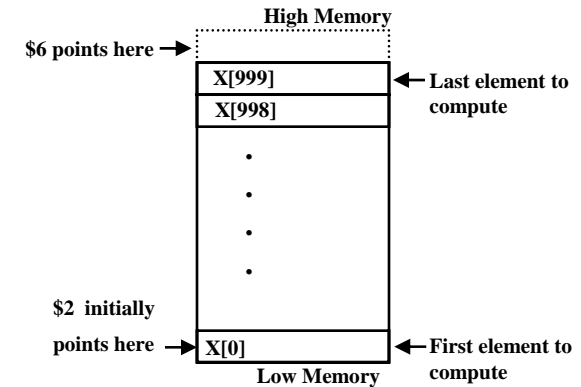 High Memory
$6 points here
X[999]
Last element to
compute
X[998]
$2 initially
points here
X[0]
First element to
compute
Low Memory